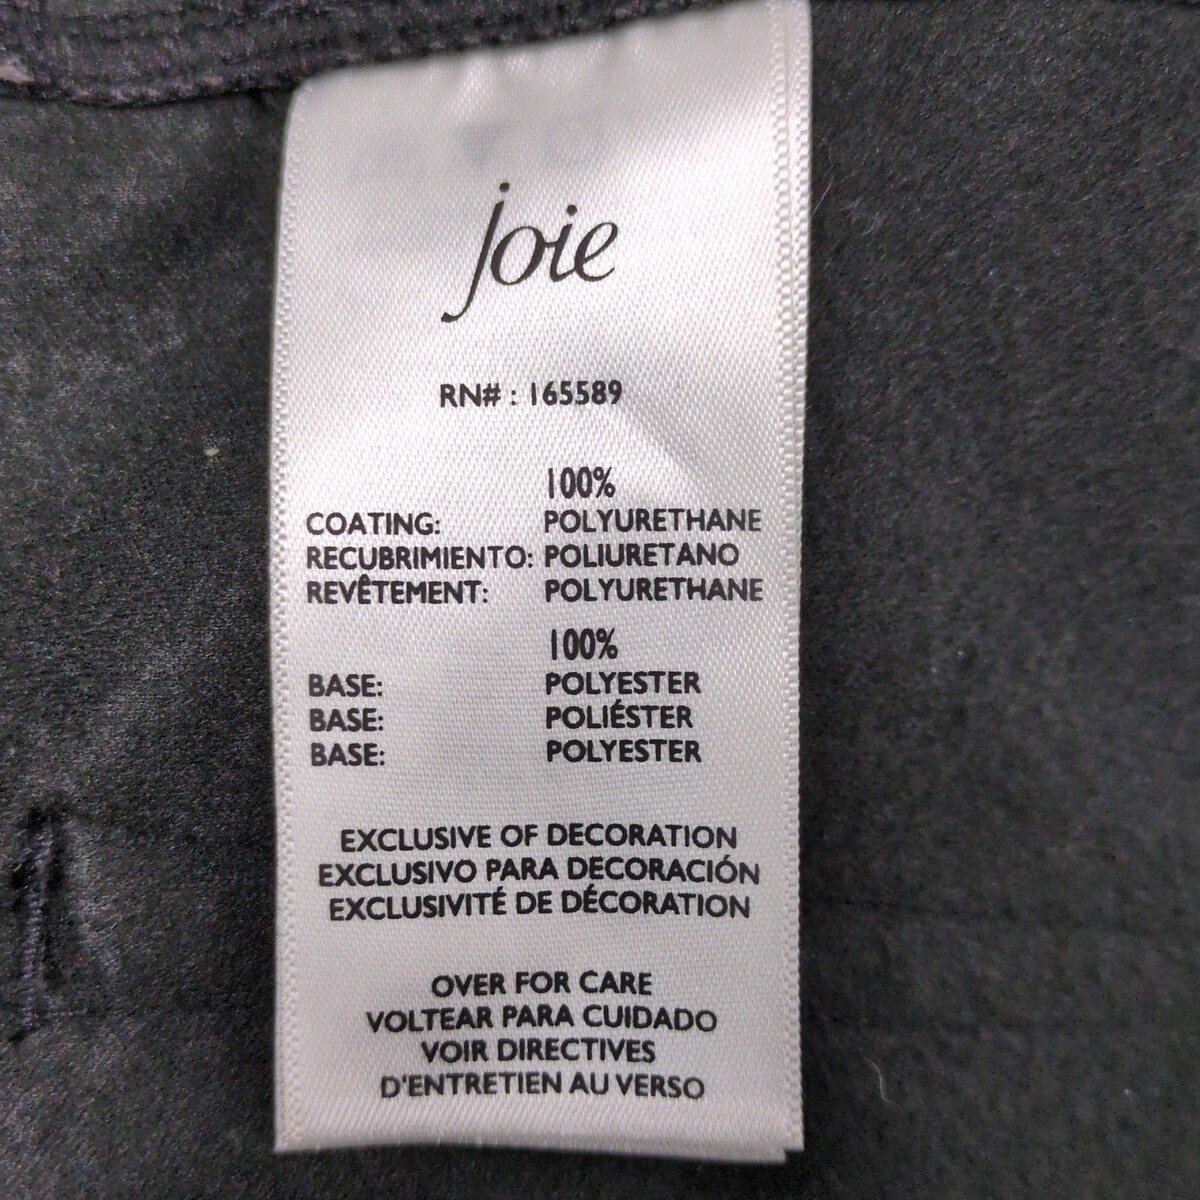 joie
RN# : 165589
100%
COATING: POLYURETHANE
RECUBRIMIENTO: POLIURETANO
REVÊTEMENT: POLYURETHANE
100%
BASE: POLYESTER
BASE: POLIÉSTER
BASE: POLYESTER
EXCLUSIVE OF DECORATION
EXCLUSIVO PARA DECORACIÓN
EXCLUSIVITÉ DE DÉCORATION
OVER FOR CARE
VOLTEAR PARA CUIDADO
VOIR DIRECTIVES
D'ENTRETIEN AU VERSO